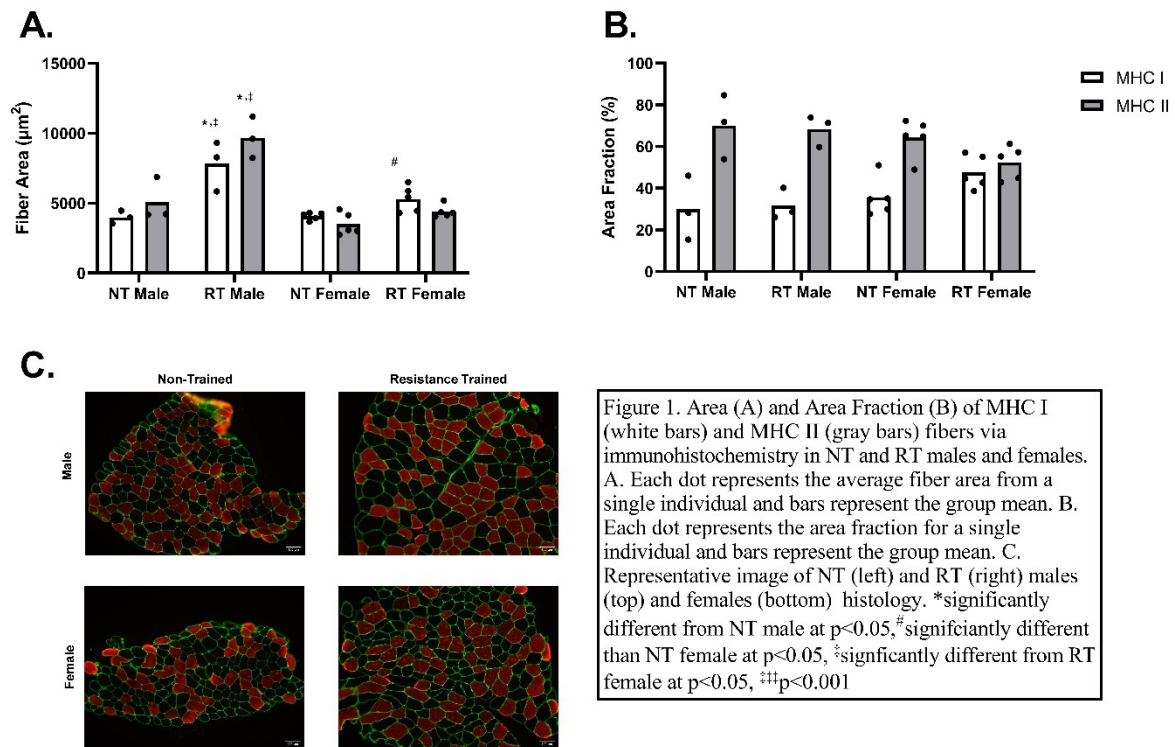 A.
15000
10000
5000
0
Fiber Area (µm²)
*,‡
*,‡
#
NT Male
RT Male
NT Female
RT Female
B.
100
80
60
40
20
0
Area Fraction (%)
NT Male
RT Male
NT Female
RT Female
MHC I
MHC II
C.
Non-Trained
Resistance Trained
Male
Female
Figure 1. Area (A) and Area Fraction (B) of MHC I
(white bars) and MHC II (gray bars) fibers via
immunohistochemistry in NT and RT males and females.
A. Each dot represents the average fiber area from a
single individual and bars represent the group mean. B.
Each dot represents the area fraction for a single
individual and bars represent the group mean. C.
Representative image of NT (left) and RT (right) males
(top) and females (bottom) histology. *significantly
different from NT male at p<0.05,#signifciantly different
than NT female at p<0.05, ‡signficantly different from RT
female at p<0.05, ‡‡‡p<0.001